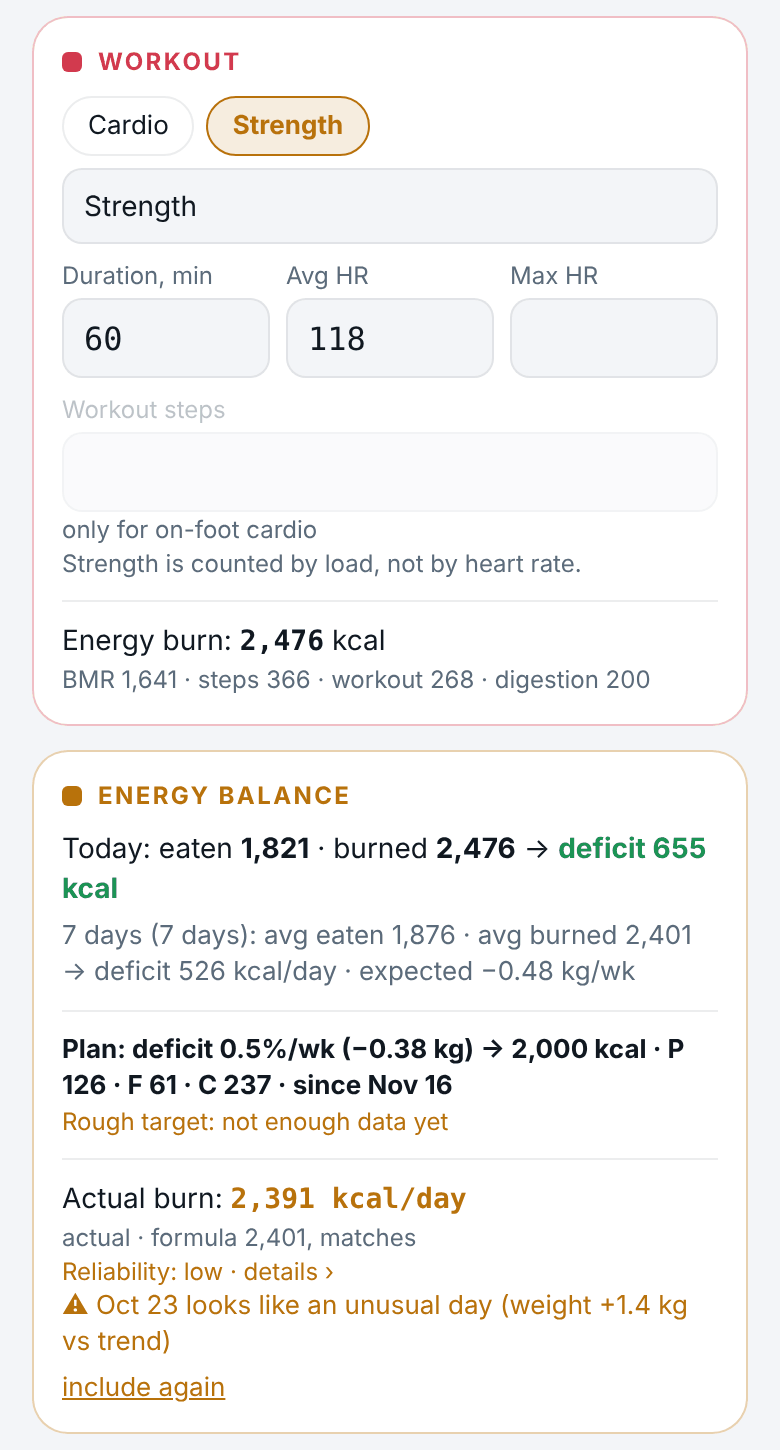 WORKOUT
Cardio Strength
Strength
Duration, min Avg HR Max HR
60 118
Workout steps
only for on-foot cardio
Strength is counted by load, not by heart rate.
Energy burn: 2,476 kcal
BMR 1,641 · steps 366 · workout 268 · digestion 200
ENERGY BALANCE
Today: eaten 1,821 · burned 2,476 → deficit 655
kcal
7 days (7 days): avg eaten 1,876 · avg burned 2,401
→ deficit 526 kcal/day · expected −0.48 kg/wk
Plan: deficit 0.5%/wk (−0.38 kg) → 2,000 kcal · P
126 · F 61 · C 237 · since Nov 16
Rough target: not enough data yet
Actual burn: 2,391 kcal/day
actual · formula 2,401, matches
Reliability: low · details ›
⚠ Oct 23 looks like an unusual day (weight +1.4 kg
vs trend)
include again